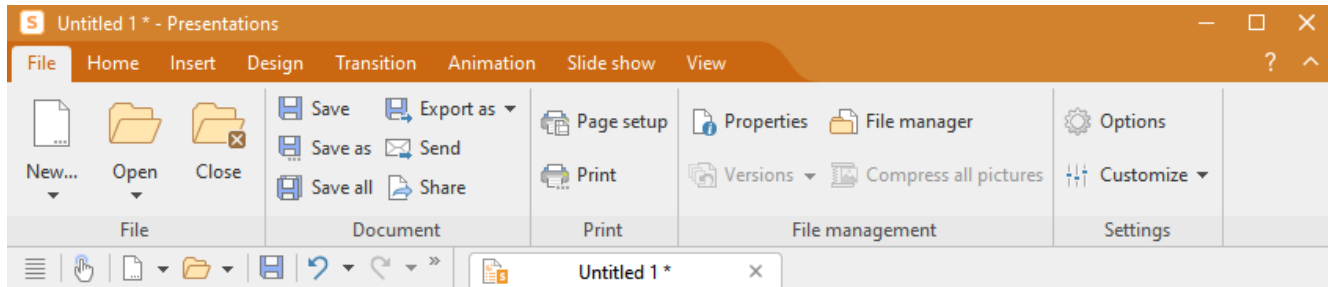 S Untitled 1 * - Presentations
File Home Insert Design Transition Animation Slide show View ?
New... Open Close
Save Export as
Save as Send
Save all Share
Page setup
Print
Properties File manager
Versions Compress all pictures
Options
Customize
File Document Print File management Settings
» S Untitled 1 *